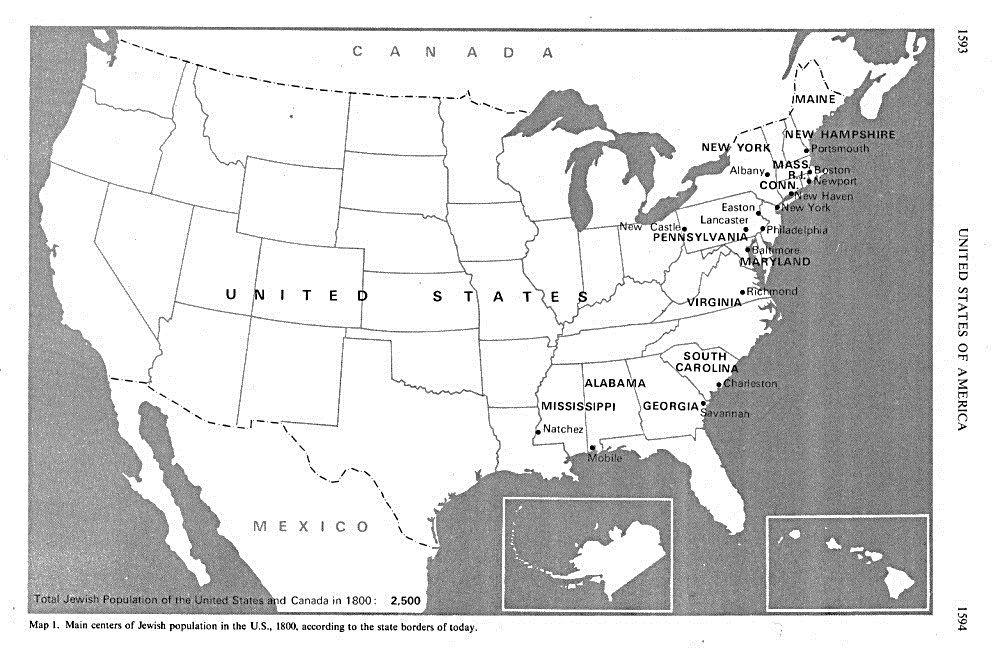 1593
UNITED STATES OF AMERICA
1594
CANADA
MAINE
NEW HAMPSHIRE
NEW YORK
Portsmouth
MASS.
Albany
R.I.
Boston
CONN.
Newport
New Haven
Easton
New York
Lancaster
New Castle
Philadelphia
PENNSYLVANIA
Baltimore
MARYLAND
Richmond
UNITED STATES
VIRGINIA
SOUTH
CAROLINA
ALABAMA
Charleston
MISSISSIPPI
GEORGIA
Savannah
Natchez
Mobile
MEXICO
Total Jewish Population of the United States and Canada in 1800: 2,500
Map 1. Main centers of Jewish population in the U.S., 1800, according to the state borders of today.